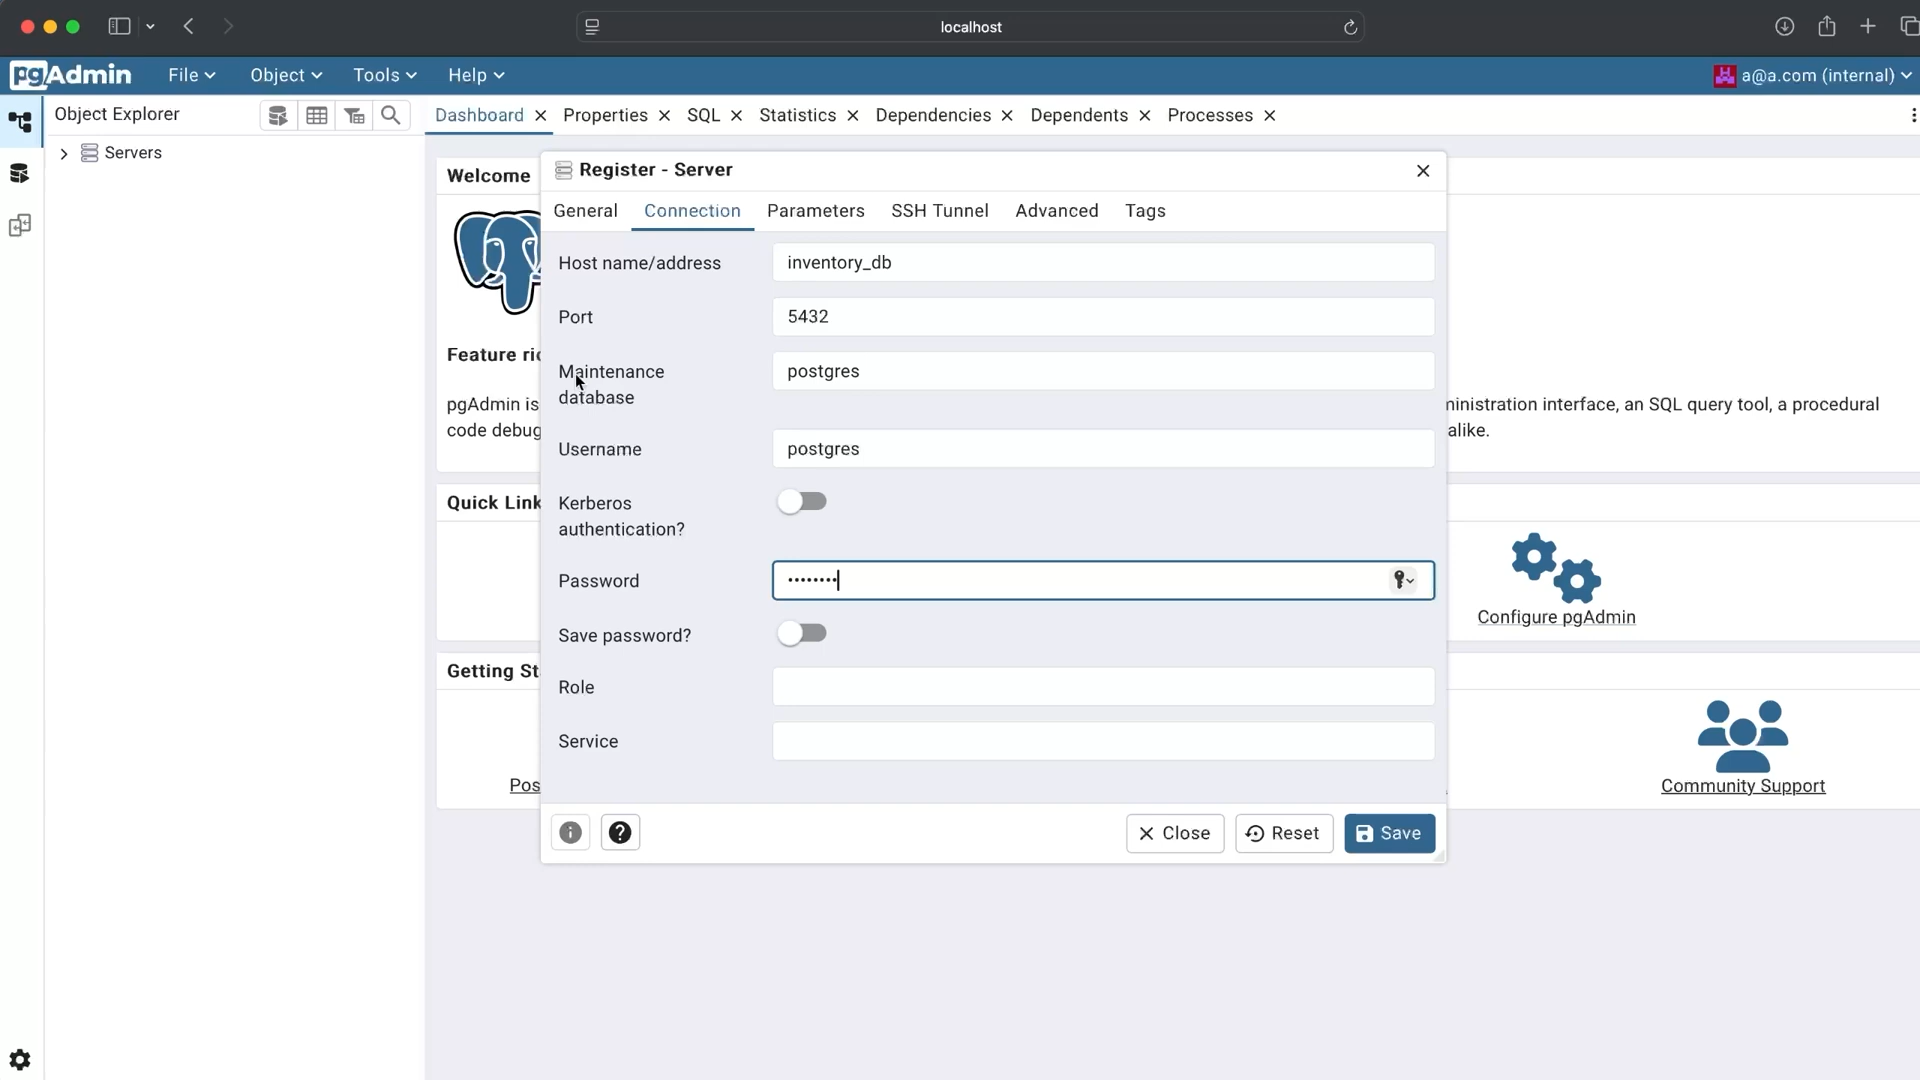 localhost
pgAdmin File Object Tools Help a@a.com (internal)
Object Explorer
Dashboard Properties SQL Statistics Dependencies Dependents Processes
Servers
Welcome
Register - Server
General Connection Parameters SSH Tunnel Advanced Tags
Host name/address inventory_db
Port 5432
Feature ric
Maintenance
database
postgres
pgAdmin is
ministration interface, an SQL query tool, a procedural
code debug
alike.
Username postgres
Quick Link
Kerberos
authentication?
Password ••••••••
Configure pgAdmin
Save password?
Getting St
Role
Service
Pos
Community Support
Close Reset Save